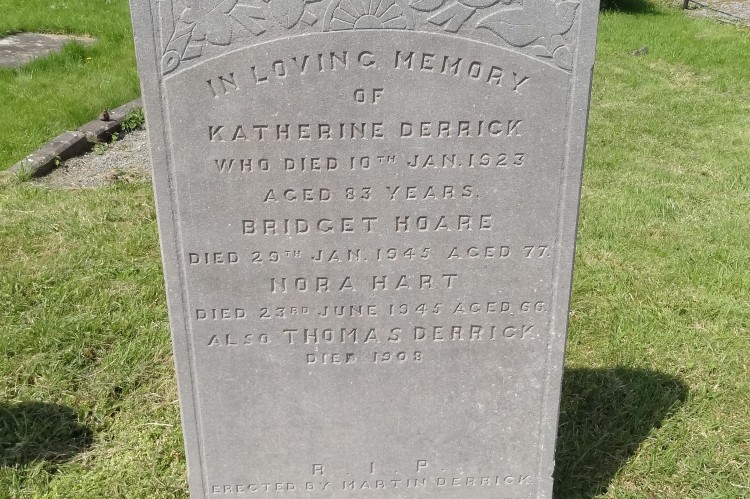 IN LOVING MEMORY
OF
KATHERINE DERRICK
WHO DIED 10TH JAN. 1923
AGED 83 YEARS.
BRIDGET HOARE
DIED 29TH JAN. 1945 AGED 77.
NORA HART
DIED 23RD JUNE 1945 AGED 66.
ALSO THOMAS DERRICK.
DIED 1908
R . I . P.
ERECTED BY MARTIN DERRICK